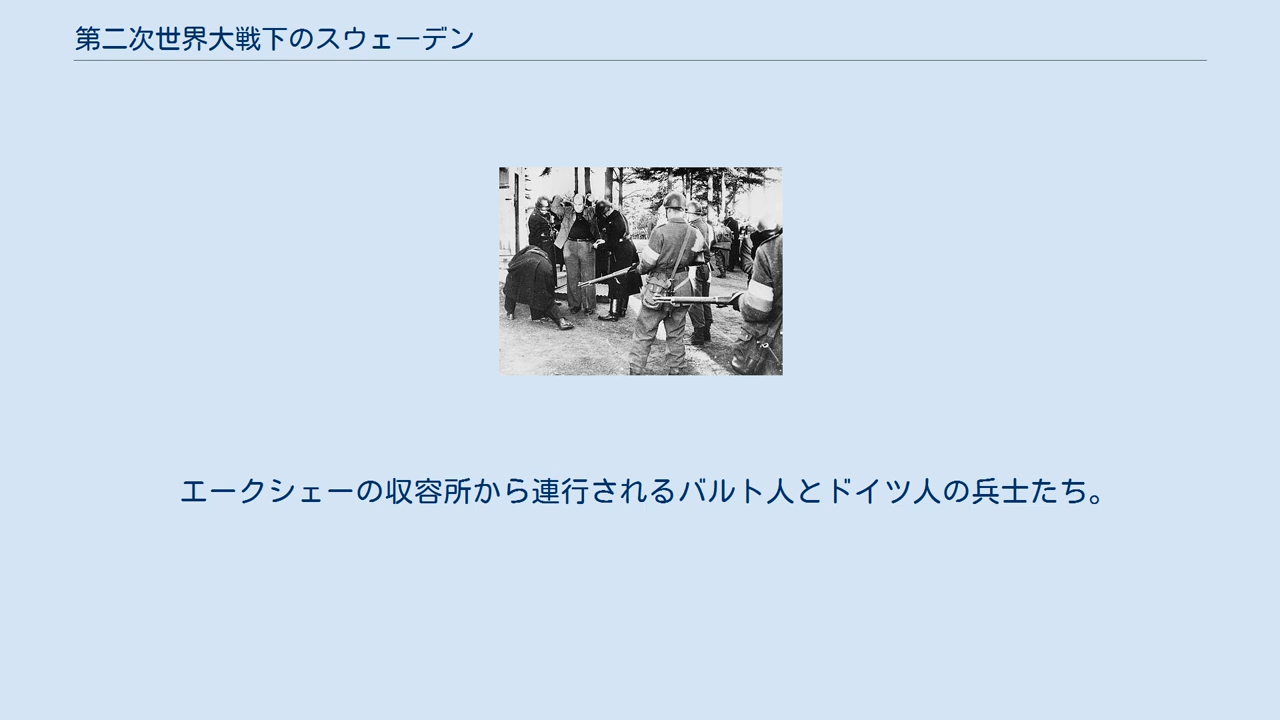 第二次世界大戦下のスウェーデン
エークシェーの収容所から連行されるバルト人とドイツ人の兵士たち。